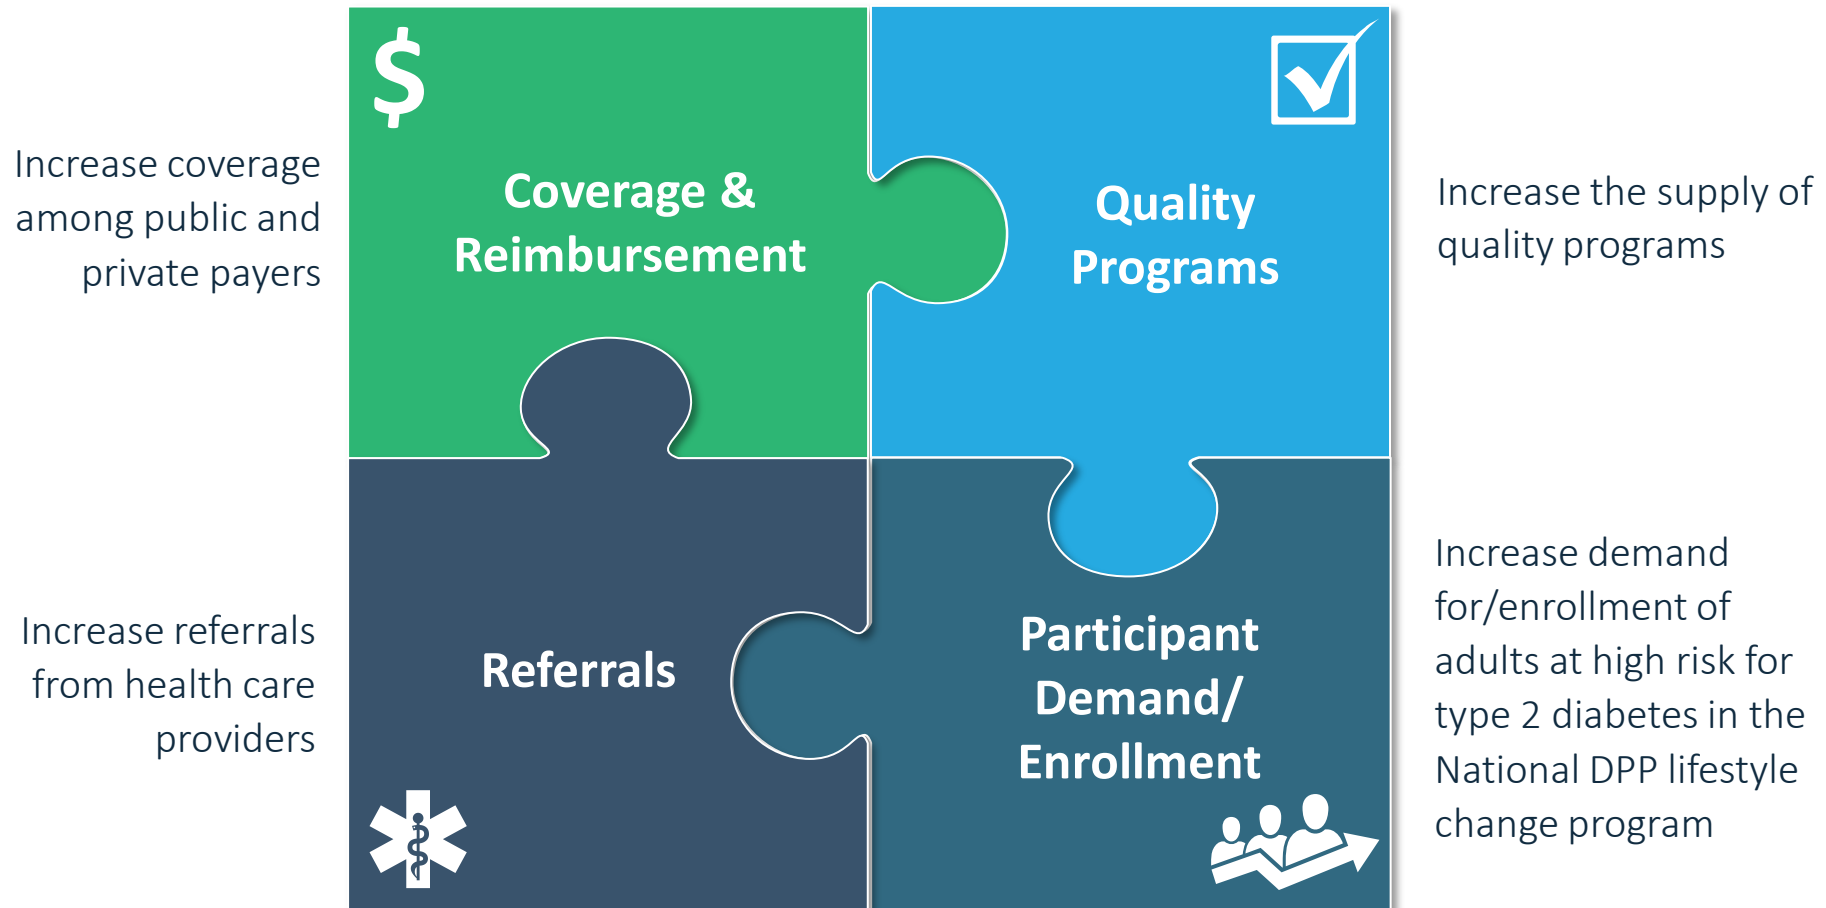 $
Increase coverage
among public and
private payers
Coverage &
Reimbursement
Quality
Programs
Increase the supply of
quality programs
Increase referrals
from health care
providers
Referrals
Participant
Demand/
Enrollment
Increase demand
for/enrollment of
adults at high risk for
type 2 diabetes in the
National DPP lifestyle
change program